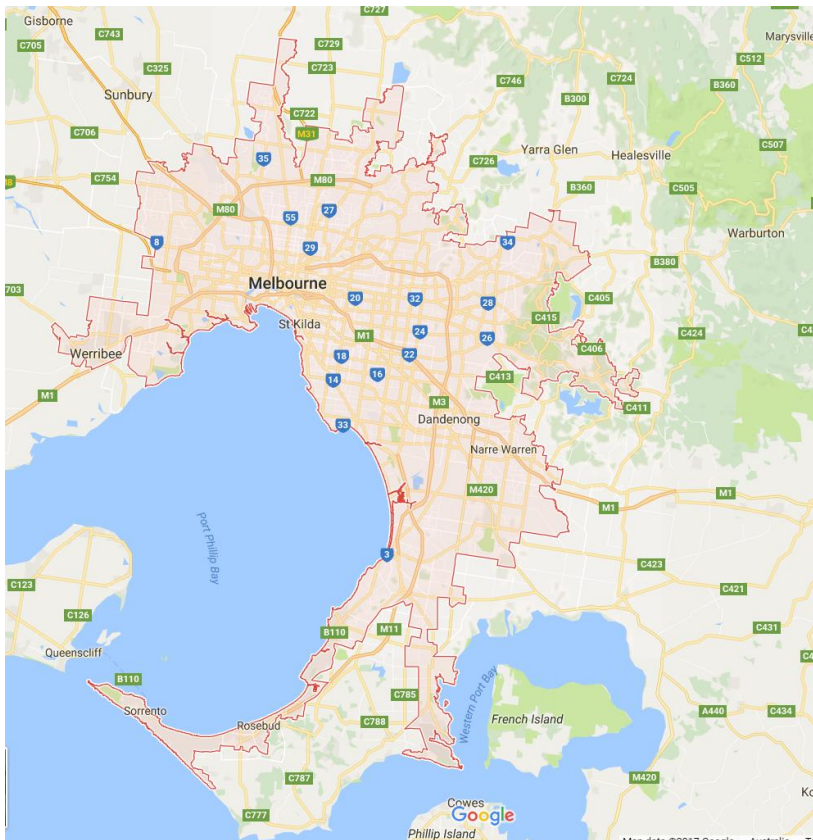 C727
Gisborne
C743
Marysville
C705
C729
C512
C325
C723
C746
C724
B360
Sunbury
B300
C722
M31
C706
C507
Yarra Glen
Healesville
35
C726
C754
M80
B360
C505
M80
27
55
Warburton
8
29
34
B380
Melbourne
C703
20
32
28
C405
St Kilda
C415
M1
24
C424
26
C406
Werribee
18
22
C413
14
16
M1
M3
C411
Dandenong
33
Narre Warren
M420
M1
M1
Port Phillip Bay
3
C423
C123
C421
C126
B110
M11
C431
Queenscliff
B110
Western Port Bay
C785
Sorrento
French Island
A440
C434
Rosebud
C788
C787
M420
Cowes
C777
Google
Phillip Island